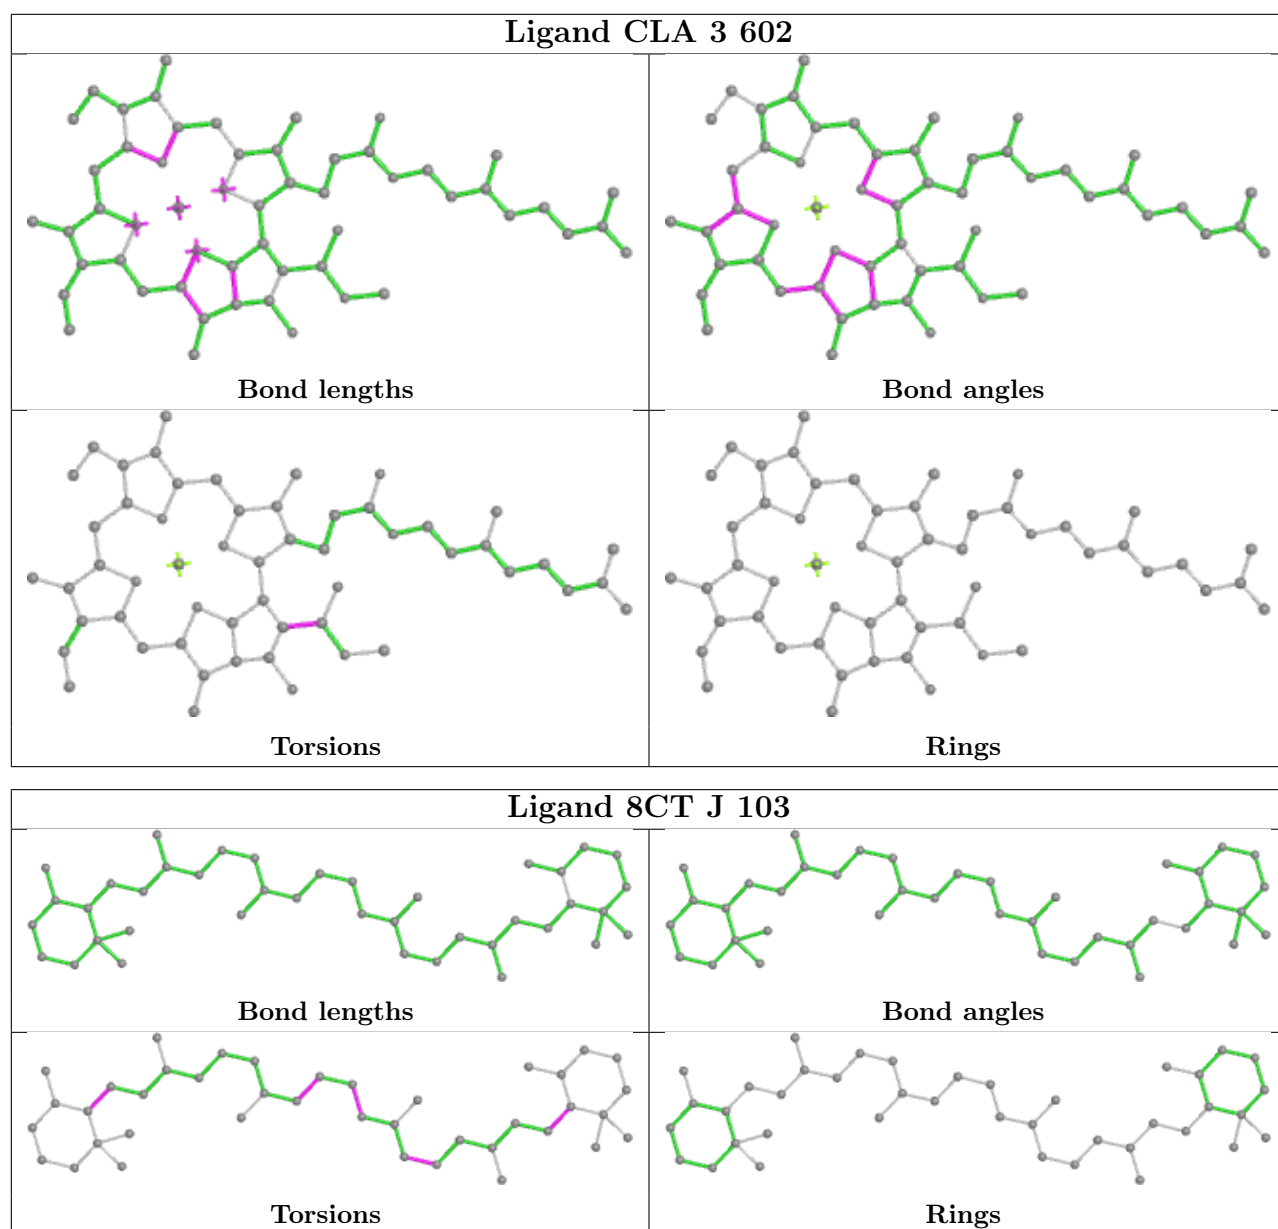 Ligand CLA 3 602
Bond lengths
Bond angles
Torsions
Rings
Ligand 8CT J 103
Bond lengths
Bond angles
Torsions
Rings